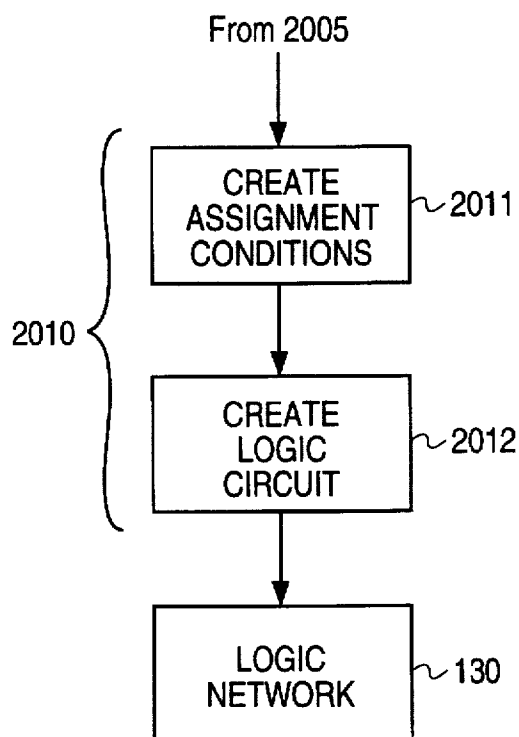 From 2005
CREATE
ASSIGNMENT
CONDITIONS
2011
2010
CREATE
LOGIC
CIRCUIT
2012
LOGIC
NETWORK
130